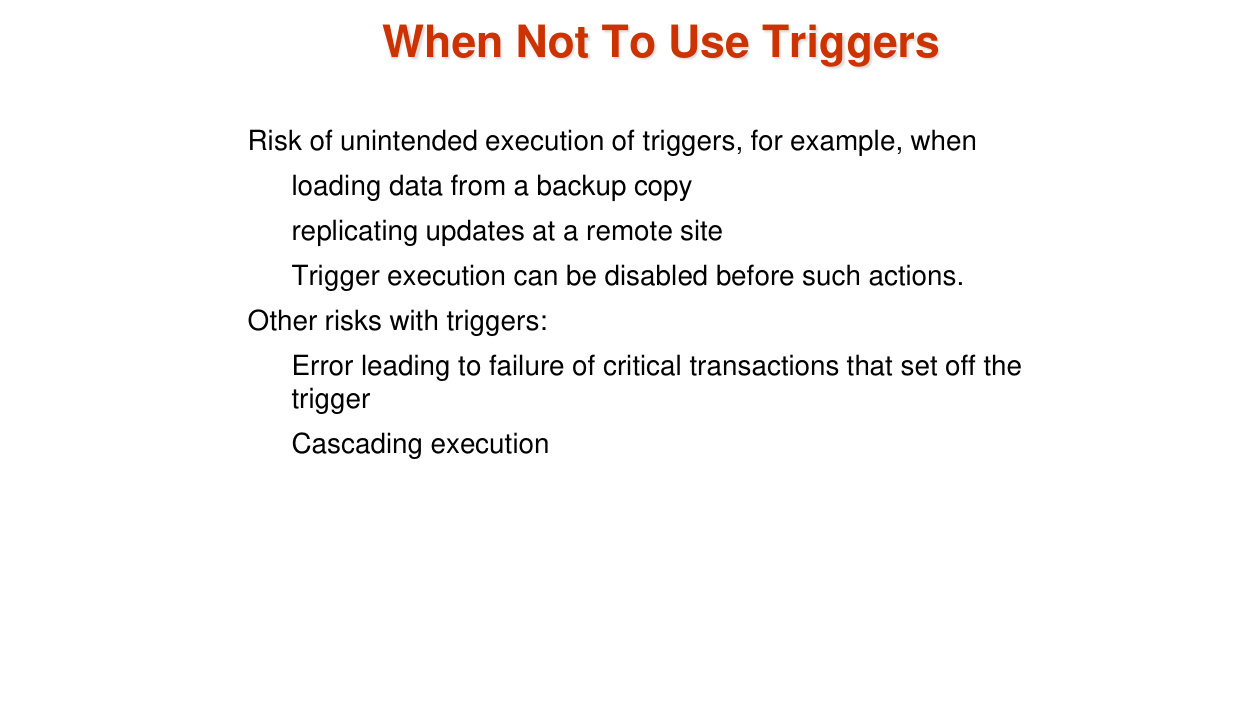 When Not To Use Triggers
Risk of unintended execution of triggers, for example, when
loading data from a backup copy
replicating updates at a remote site
Trigger execution can be disabled before such actions.
Other risks with triggers:
Error leading to failure of critical transactions that set off the
trigger
Cascading execution